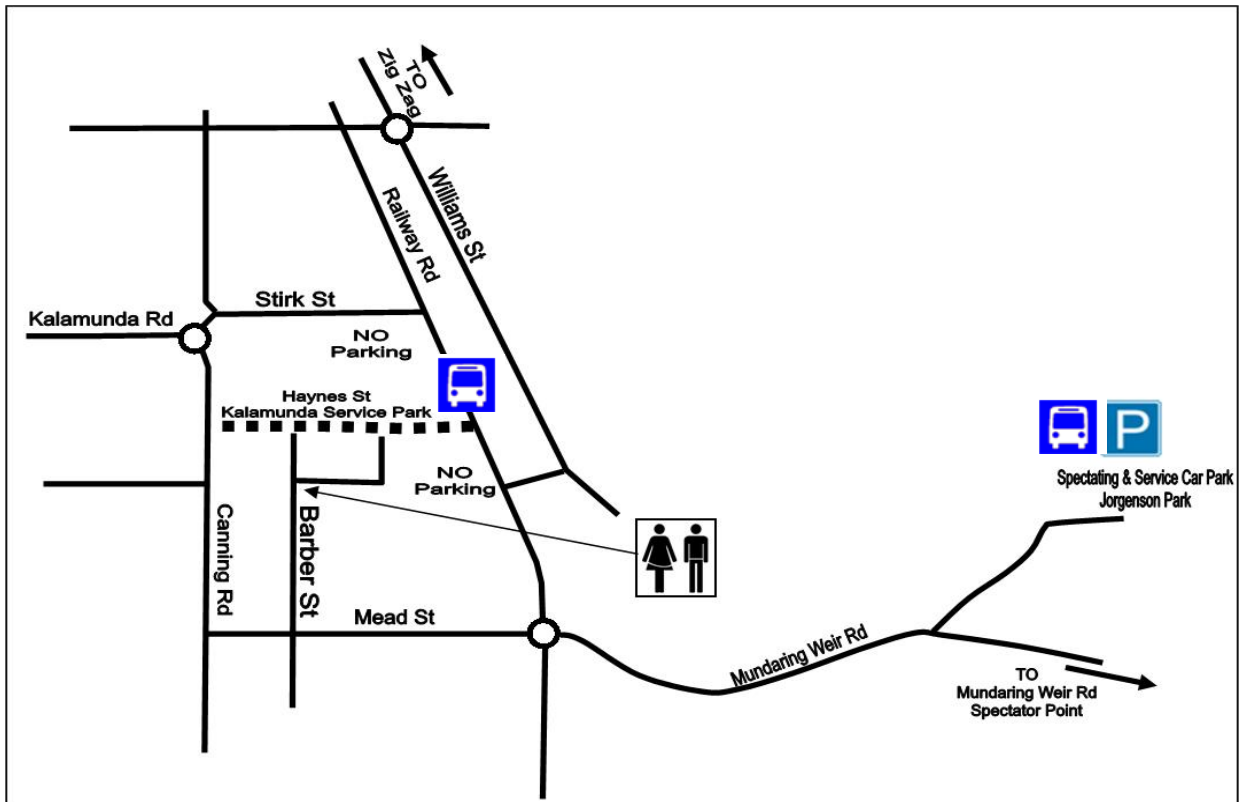 TO
Zig Zag
Williams St
Railway Rd
Stirk St
Kalamunda Rd
NO
Parking
Haynes St
Kalamunda Service Park
P
NO
Parking
Spectating & Service Car Park
Jorgenson Park
Canning Rd
Barber St
Mead St
Mundaring Weir Rd
TO
Mundaring Weir Rd
Spectator Point